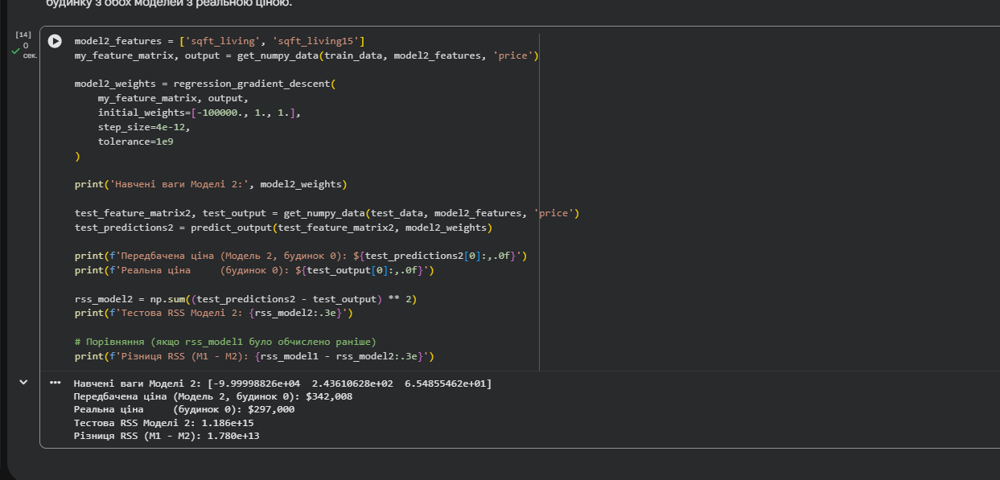 будинку з обох моделей з реальною ціною.
[14]
0
сек.
model2_features = ['sqft_living', 'sqft_living15']
my_feature_matrix, output = get_numpy_data(train_data, model2_features, 'price')
model2_weights = regression_gradient_descent(
    my_feature_matrix, output,
    initial_weights=[-100000., 1., 1.],
    step_size=4e-12,
    tolerance=1e9
)
print('Навчені ваги Моделі 2:', model2_weights)
test_feature_matrix2, test_output = get_numpy_data(test_data, model2_features, 'price')
test_predictions2 = predict_output(test_feature_matrix2, model2_weights)
print(f'Передбачена ціна (Модель 2, будинок 0): ${test_predictions2[0]:,.0f}')
print(f'Реальна ціна     (будинок 0): ${test_output[0]:,.0f}')
rss_model2 = np.sum((test_predictions2 - test_output) ** 2)
print(f'Тестова RSS Моделі 2: {rss_model2:.3e}')
# Порівняння (якщо rss_model1 було обчислено раніше)
print(f'Різниця RSS (M1 - M2): {rss_model1 - rss_model2:.3e}')
Навчені ваги Моделі 2: [-9.99998826e+04  2.43610628e+02  6.54855462e+01]
Передбачена ціна (Модель 2, будинок 0): $342,008
Реальна ціна     (будинок 0): $297,000
Тестова RSS Моделі 2: 1.186e+15
Різниця RSS (M1 - M2): 1.780e+13